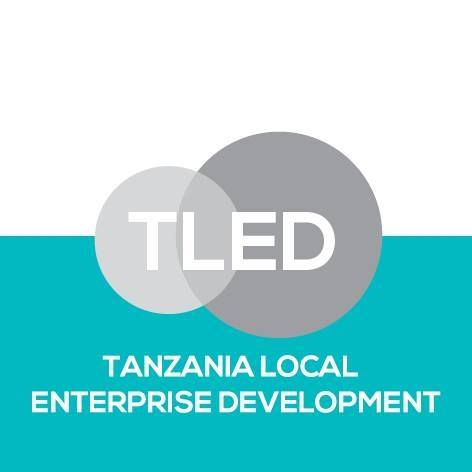 TLED
TANZANIA LOCAL
ENTERPRISE DEVELOPMENT